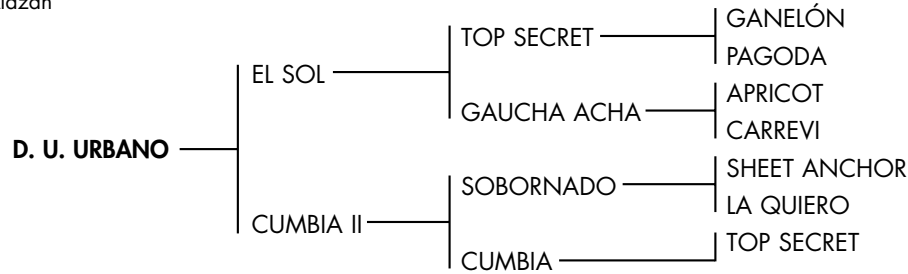 GANELÓN
TOP SECRET
PAGODA
EL SOL
APRICOT
GAUCHA ACHA
CARREVI
D. U. URBANO
SHEET ANCHOR
SOBORNADO
LA QUIERO
CUMBIA II
TOP SECRET
CUMBIA